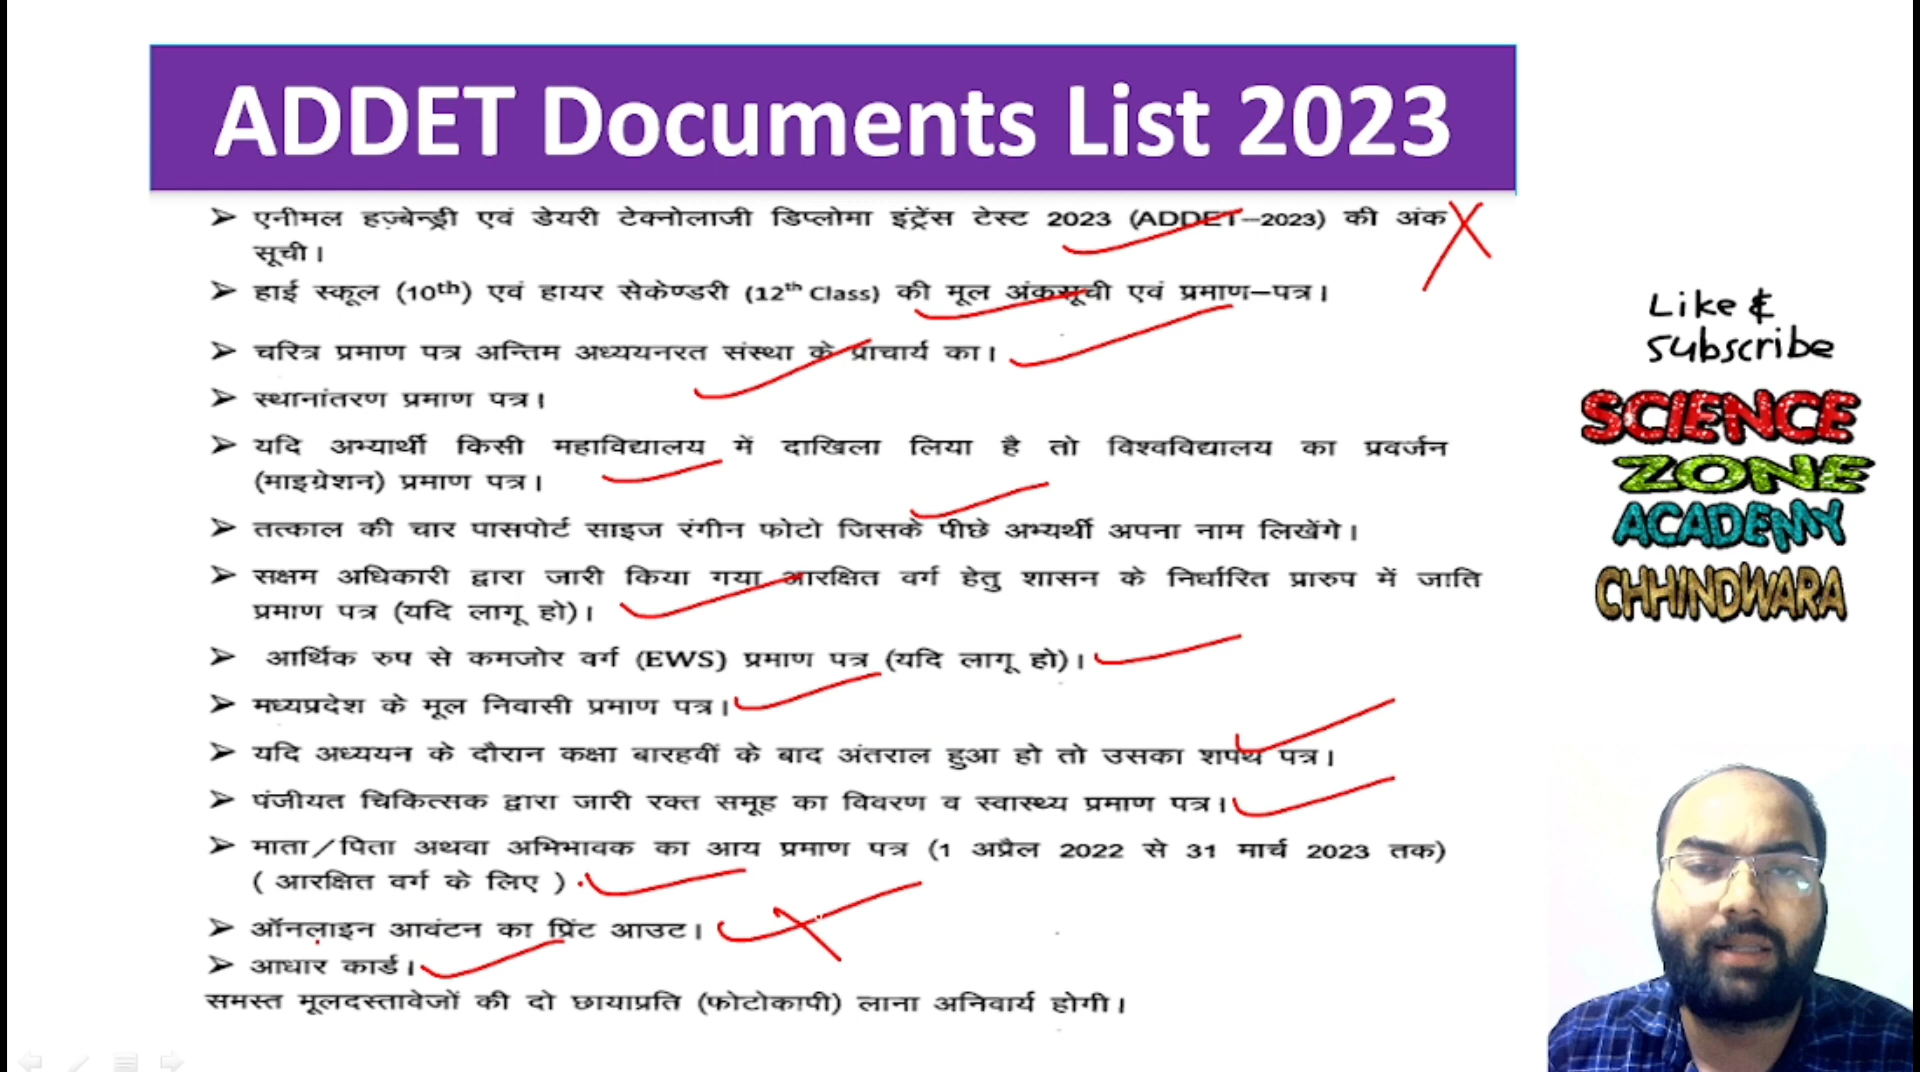 ADDET Documents List 2023
➢ एनीमल हज़्बेन्ड्री एवं डेयरी टेक्नोलाजी डिप्लोमा इंट्रेंस टेस्ट 2023 (ADDET–2023) की अंक
सूची।
➢ हाई स्कूल (10th) एवं हायर सेकेण्डरी (12th Class) की मूल अंकसूची एवं प्रमाण–पत्र।
➢ चरित्र प्रमाण पत्र अन्तिम अध्ययनरत संस्था के प्राचार्य का।
➢ स्थानांतरण प्रमाण पत्र।
➢ यदि अभ्यार्थी किसी महाविद्यालय में दाखिला लिया है तो विश्वविद्यालय का प्रवर्जन
(माइग्रेशन) प्रमाण पत्र।
➢ तत्काल की चार पासपोर्ट साइज रंगीन फोटो जिसके पीछे अभ्यर्थी अपना नाम लिखेंगे।
➢ सक्षम अधिकारी द्वारा जारी किया गया आरक्षित वर्ग हेतु शासन के निर्धारित प्रारुप में जाति
प्रमाण पत्र (यदि लागू हो)।
➢ आर्थिक रुप से कमजोर वर्ग (EWS) प्रमाण पत्र (यदि लागू हो)।
➢ मध्यप्रदेश के मूल निवासी प्रमाण पत्र।
➢ यदि अध्ययन के दौरान कक्षा बारहवीं के बाद अंतराल हुआ हो तो उसका शपथ पत्र।
➢ पंजीयत चिकित्सक द्वारा जारी रक्त समूह का विवरण व स्वास्थ्य प्रमाण पत्र।
➢ माता/पिता अथवा अभिभावक का आय प्रमाण पत्र (1 अप्रैल 2022 से 31 मार्च 2023 तक)
( आरक्षित वर्ग के लिए )
➢ ऑनलाइन आवंटन का प्रिंट आउट।
➢ आधार कार्ड।
समस्त मूलदस्तावेजों की दो छायाप्रति (फोटोकापी) लाना अनिवार्य होगी।
Like &
Subscribe
SCIENCE
ZONE
ACADEMY
CHHINDWARA